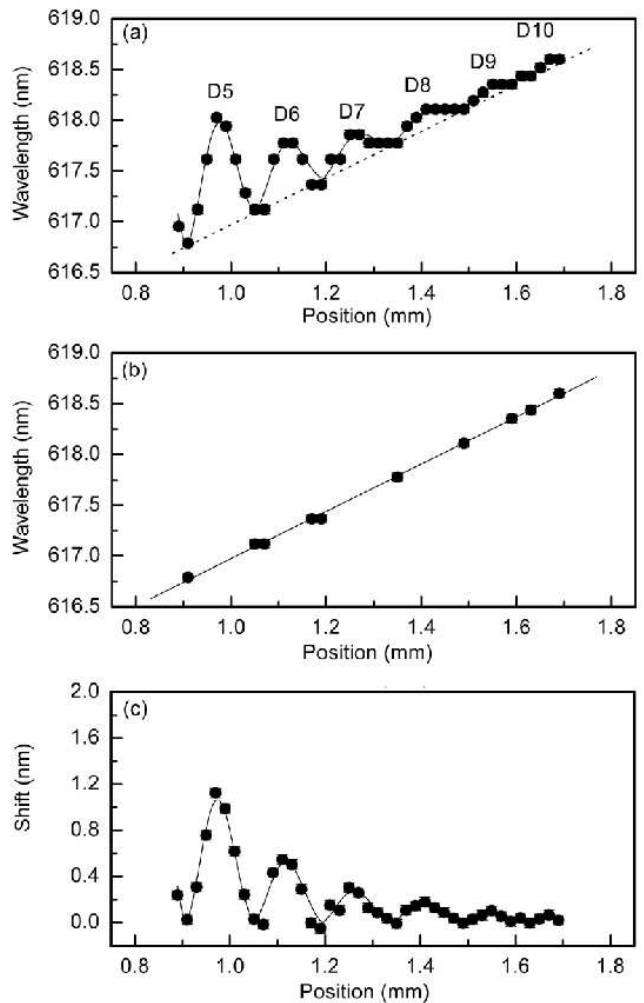 619.0
(a)
D10
618.5
D9
D5
D8
618.0
D6
D7
617.5
617.0
616.5
Wavelength (nm)
0.8 1.0 1.2 1.4 1.6 1.8
Position (mm)
619.0
(b)
618.5
618.0
617.5
617.0
616.5
Wavelength (nm)
0.8 1.0 1.2 1.4 1.6 1.8
Position (mm)
2.0
(c)
1.6
1.2
0.8
0.4
0.0
Shift (nm)
0.8 1.0 1.2 1.4 1.6 1.8
Position (mm)